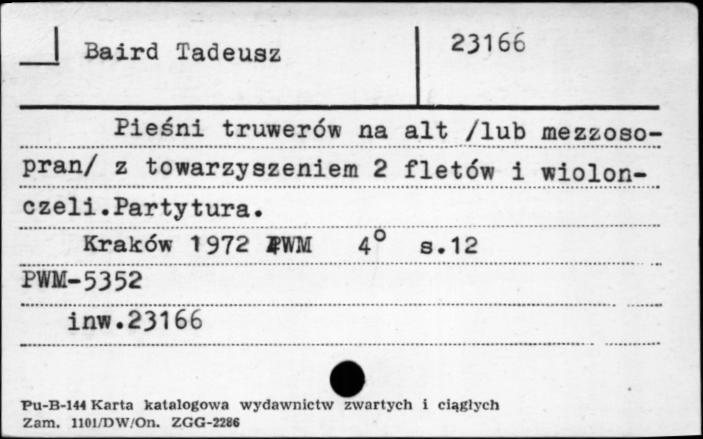 Baird Tadeusz
23166
Pieśni truwerów na alt /lub mezzoso-
pran/ z towarzyszeniem 2 fletów i wiolon-
czeli.Partytura.
Kraków 1972 PWM 4° s.12
PWM-5352
inw.23166
Pu-B-144 Karta katalogowa wydawnictw zwartych i ciągłych
Zam. 1101/DW/On. ZGG-2286